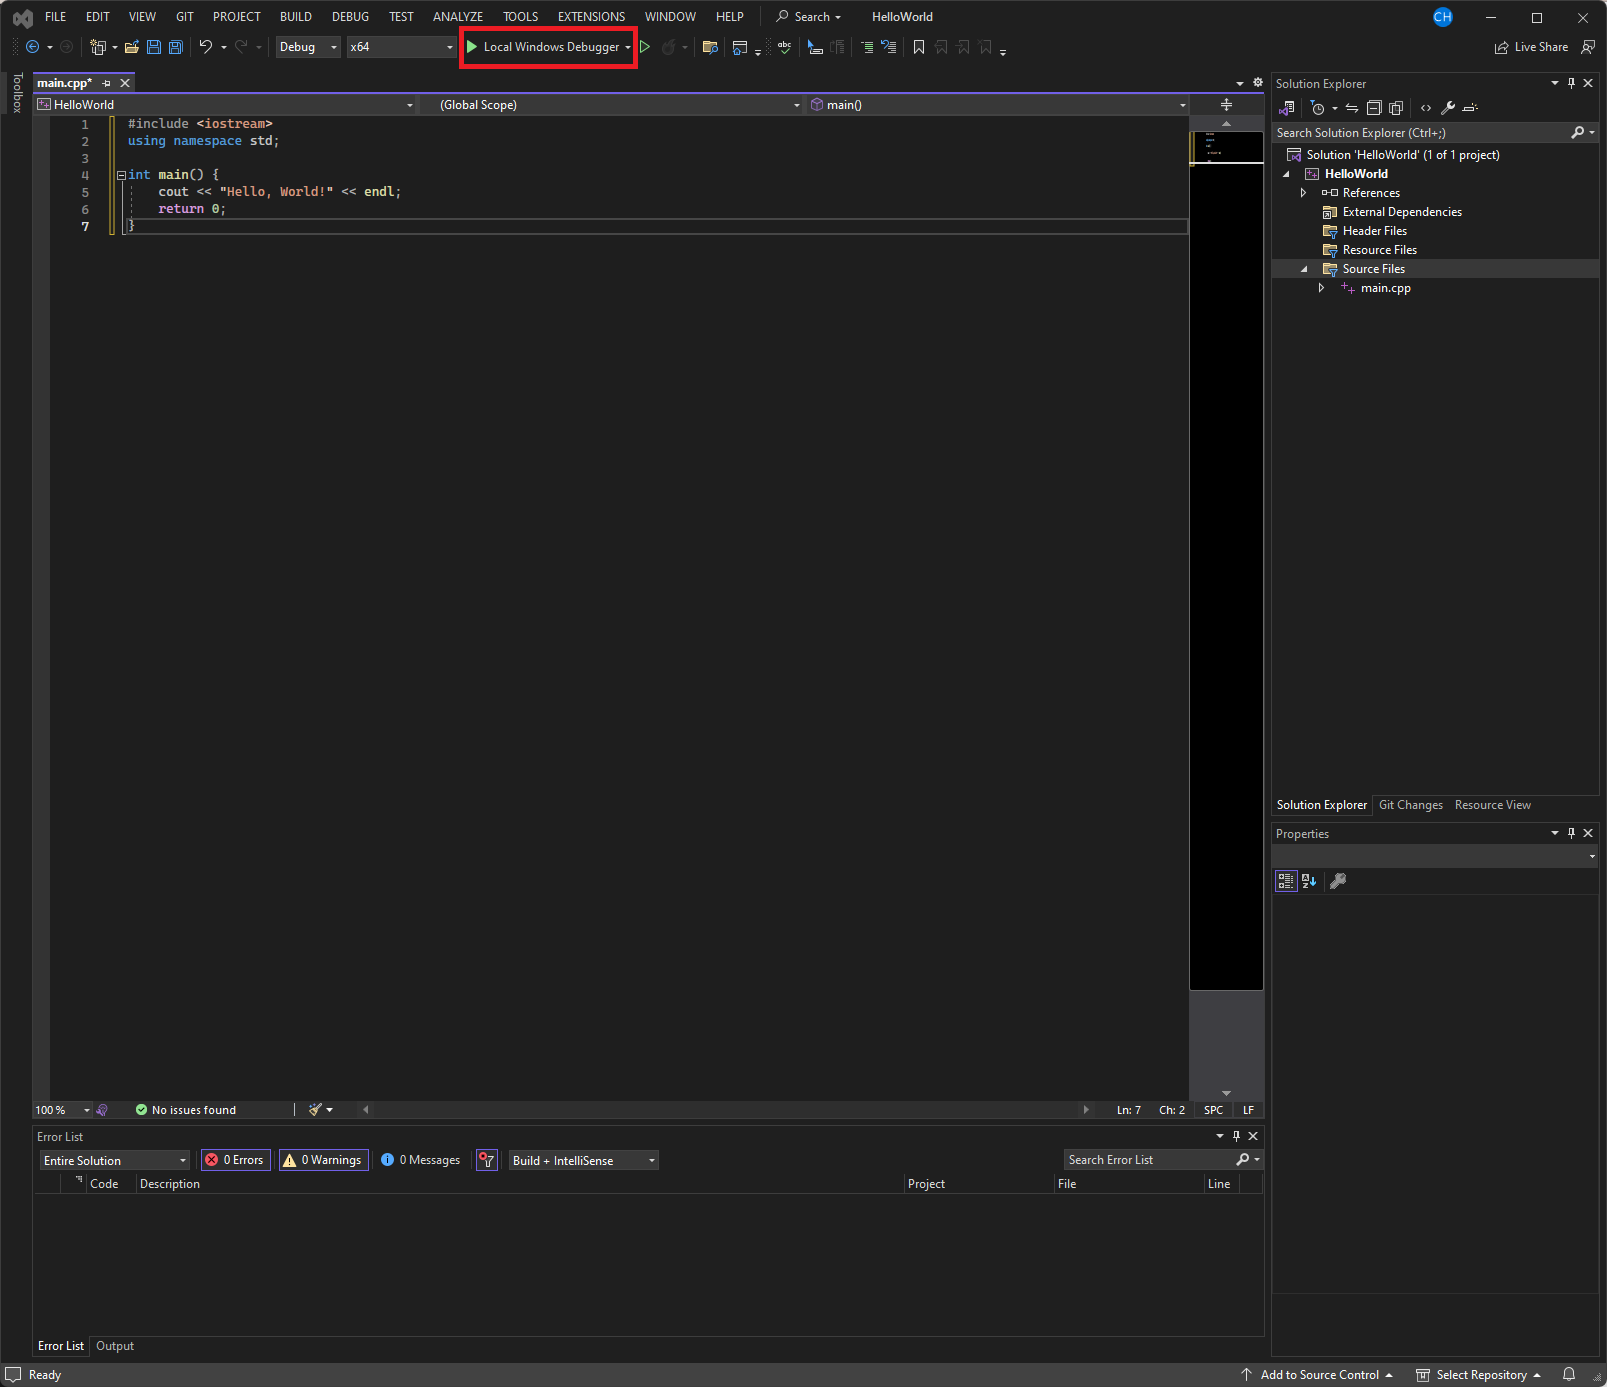 FILE EDIT VIEW GIT PROJECT BUILD DEBUG TEST ANALYZE TOOLS EXTENSIONS WINDOW HELP Search HelloWorld CH
Debug x64 Local Windows Debugger abc Live Share
Toolbox
main.cpp*
HelloWorld (Global Scope) main()
1 #include <iostream>
2 using namespace std;
3
4 int main() {
5 cout << "Hello, World!" << endl;
6 return 0;
7 }
100 % No issues found Ln: 7 Ch: 2 SPC LF
Error List
Entire Solution 0 Errors 0 Warnings 0 Messages Build + IntelliSense Search Error List
Code Description Project File Line
Error List Output
Solution Explorer
Search Solution Explorer (Ctrl+;)
Solution 'HelloWorld' (1 of 1 project)
HelloWorld
References
External Dependencies
Header Files
Resource Files
Source Files
main.cpp
Solution Explorer Git Changes Resource View
Properties
Ready Add to Source Control Select Repository